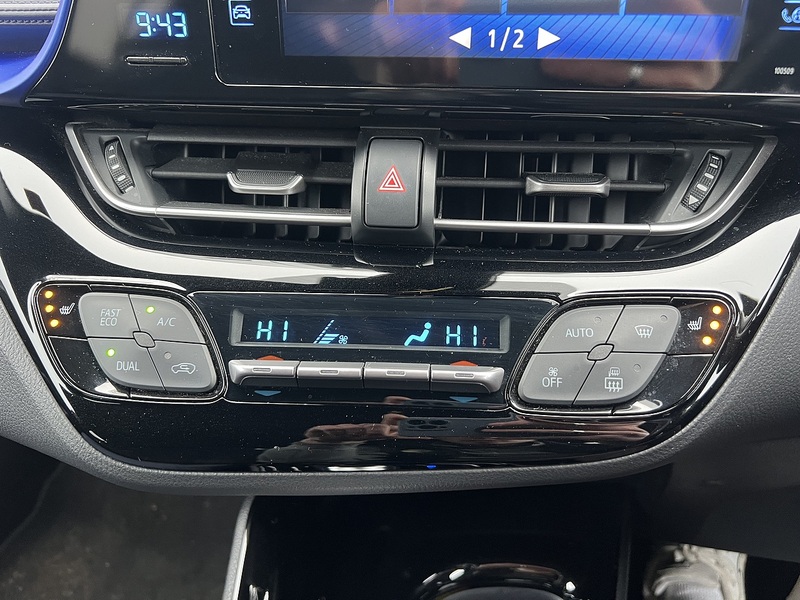 9:43
1/2
100509
FAST
ECO
A/C
DUAL
HI
HI
AUTO
OFF